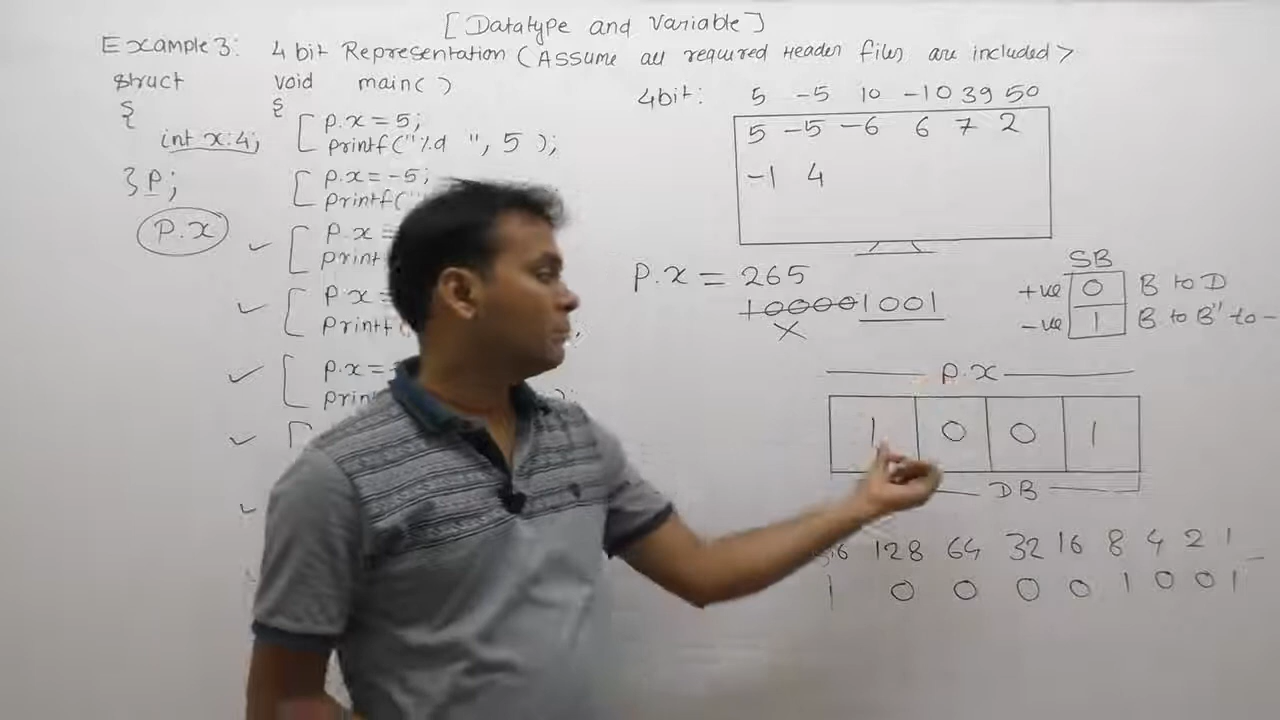 [ Datatype and Variable ]
Example 3: 4 bit Representation ( Assume all required Header files are included >
struct void main( )
{ {
int x:4;
} p;
p.x
p.x = 5;
printf("%d ", 5 );
p.x = -5;
printf("
p.x =
print
p.x =
print
p.x =
prin
4bit: 5 -5 10 -10 39 50
5 -5 -6 6 7 2
-1 4
p.x = 265
100001001
X
SB
+ve 0 B to D
-ve 1 B to B" to -
p.x
1 0 0 1
DB
128 64 32 16 8 4 2 1
1 0 0 0 0 1 0 0 1